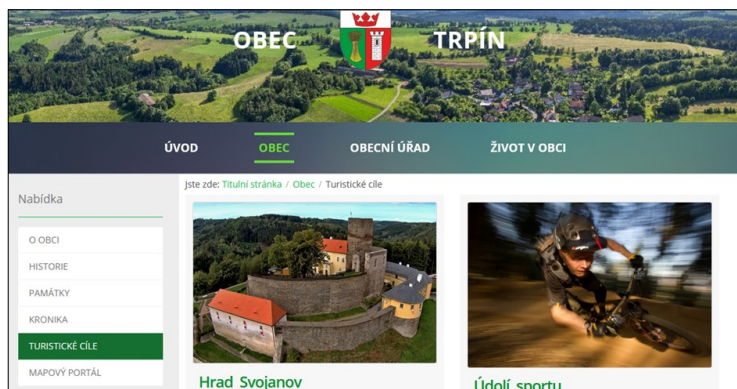 OBEC TRPÍN
ÚVOD OBEC OBECNÍ ÚŘAD ŽIVOT V OBCI
Jste zde: Titulní stránka / Obec / Turistické cíle
Nabídka
O OBCI
HISTORIE
PAMÁTKY
KRONIKA
TURISTICKÉ CÍLE
MAPOVÝ PORTÁL
Hrad Svojanov
Údolí sportu